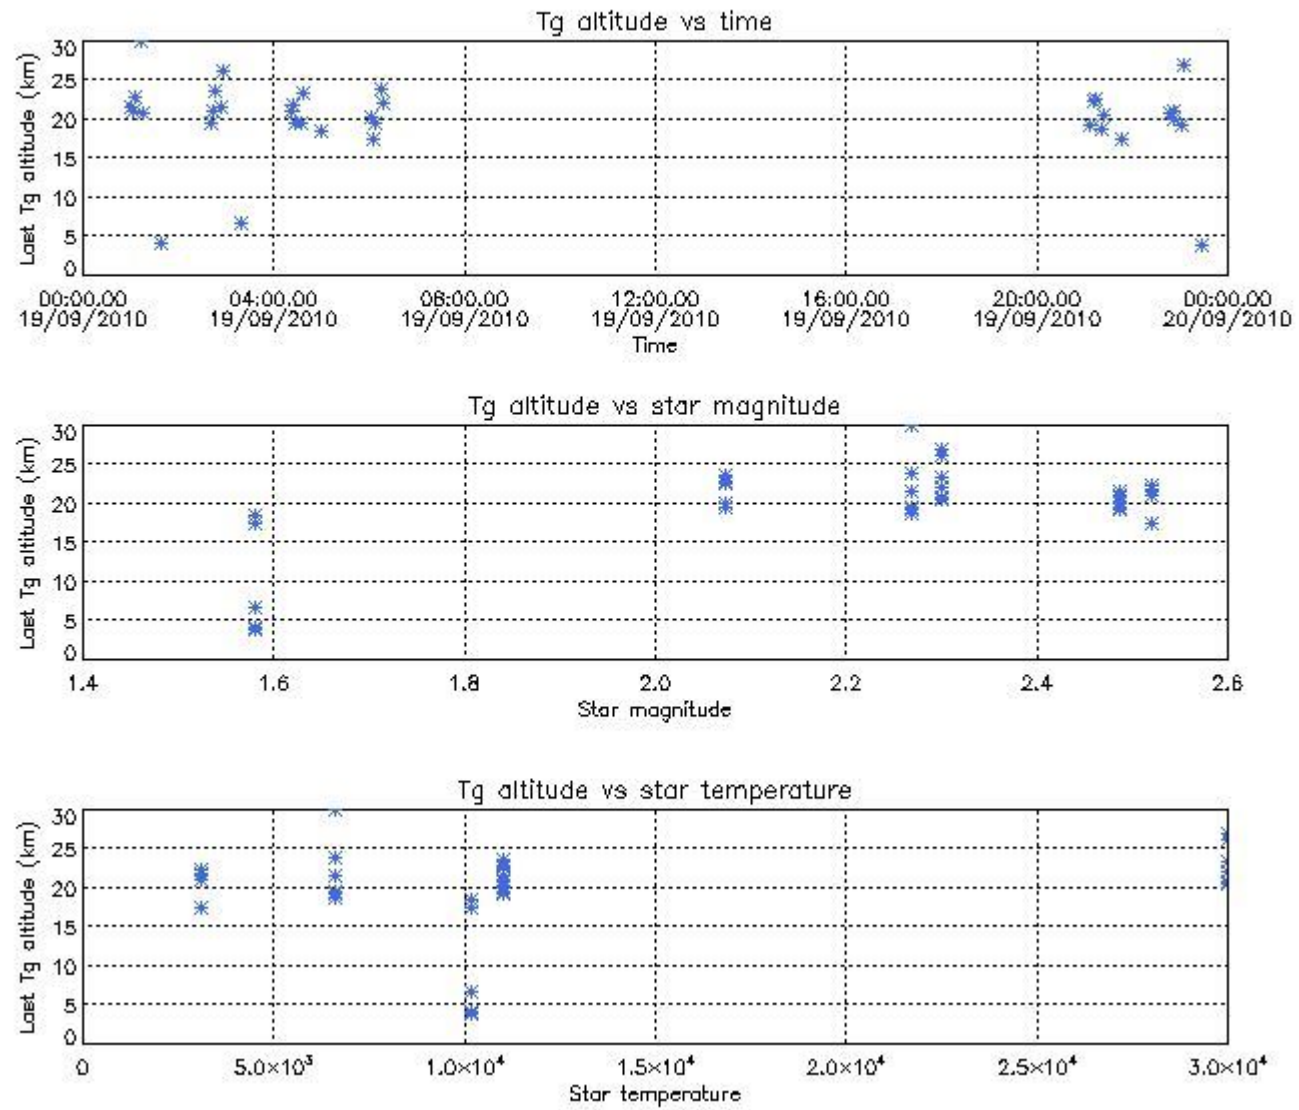 Tg altitude vs time
Last Tg altitude (km)
30
25
20
15
10
5
0
00:00.00 04:00.00 08:00.00 12:00.00 16:00.00 20:00.00 00:00.00
19/09/2010 19/09/2010 19/09/2010 19/09/2010 19/09/2010 19/09/2010 20/09/2010
Time
Tg altitude vs star magnitude
Last Tg altitude (km)
30
25
20
15
10
5
0
1.4 1.6 1.8 2.0 2.2 2.4 2.6
Star magnitude
Tg altitude vs star temperature
Last Tg altitude (km)
30
25
20
15
10
5
0
0 5.0×10³ 1.0×10⁴ 1.5×10⁴ 2.0×10⁴ 2.5×10⁴ 3.0×10⁴
Star temperature